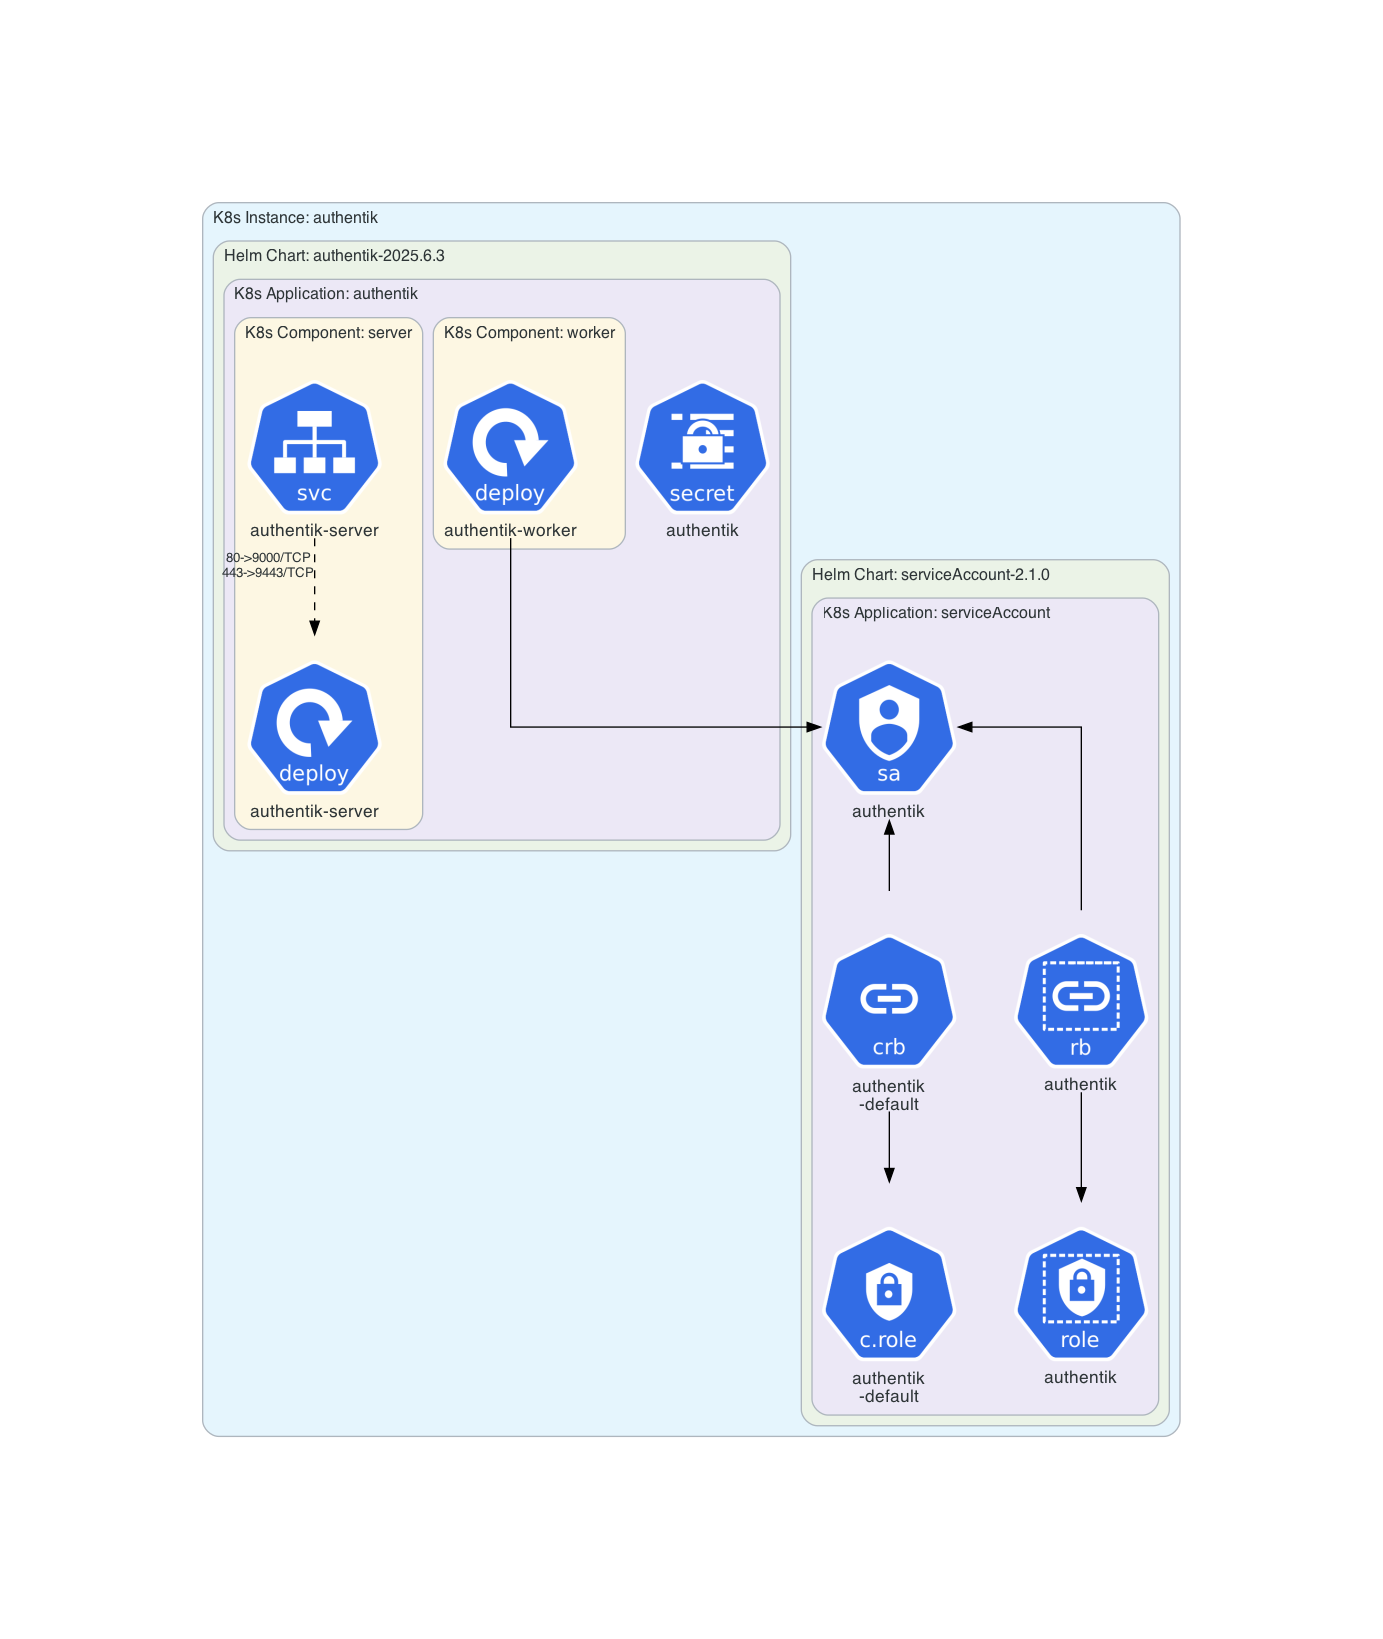 K8s Instance: authentik
Helm Chart: authentik-2025.6.3
K8s Application: authentik
K8s Component: server
svc
authentik-server
80->9000/TCP
443->9443/TCP
deploy
authentik-server
K8s Component: worker
deploy
authentik-worker
secret
authentik
Helm Chart: serviceAccount-2.1.0
K8s Application: serviceAccount
sa
authentik
crb
authentik
-default
rb
authentik
c.role
authentik
-default
role
authentik